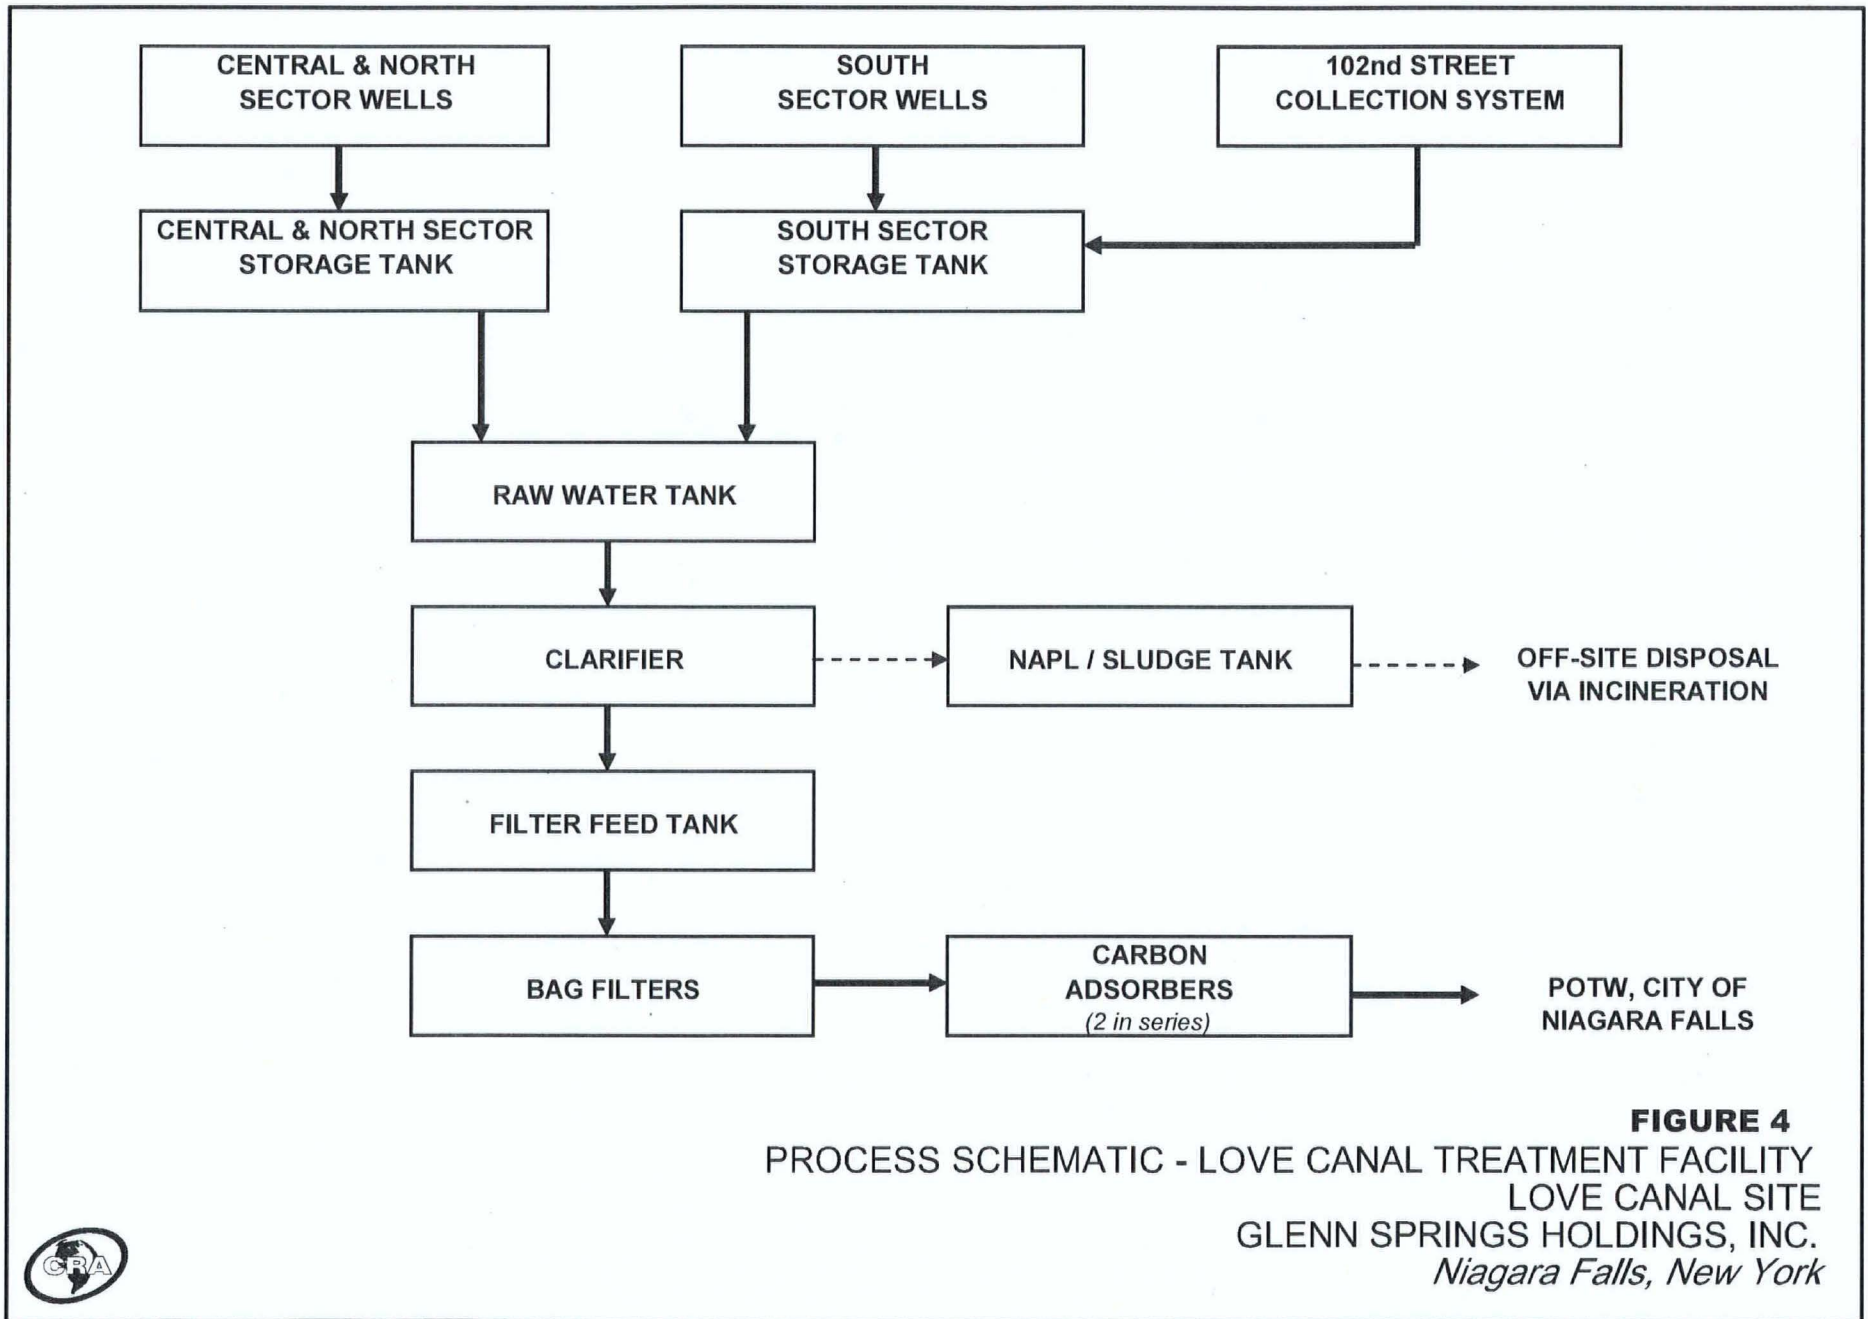 CENTRAL & NORTH
SECTOR WELLS
SOUTH
SECTOR WELLS
102nd STREET
COLLECTION SYSTEM
CENTRAL & NORTH SECTOR
STORAGE TANK
SOUTH SECTOR
STORAGE TANK
RAW WATER TANK
CLARIFIER
NAPL / SLUDGE TANK
OFF-SITE DISPOSAL
VIA INCINERATION
FILTER FEED TANK
BAG FILTERS
CARBON
ADSORBERS
(2 in series)
POTW, CITY OF
NIAGARA FALLS
FIGURE 4
PROCESS SCHEMATIC - LOVE CANAL TREATMENT FACILITY
LOVE CANAL SITE
GLENN SPRINGS HOLDINGS, INC.
Niagara Falls, New York
CRA